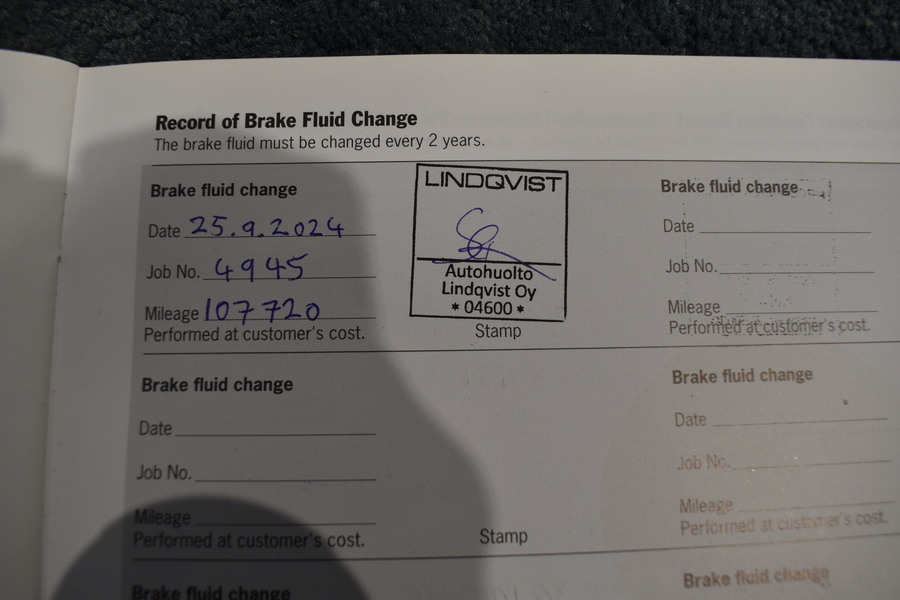 Record of Brake Fluid Change
The brake fluid must be changed every 2 years.
Brake fluid change
Date 25.9.2024
Job No. 4945
Mileage 107720
Performed at customer's cost.
LINDQVIST
Autohuolto
Lindqvist Oy
* 04600 *
Stamp
Brake fluid change
Date
Job No.
Mileage
Performed at customer's cost.
Brake fluid change
Date
Job No.
Mileage
Performed at customer's cost.
Stamp
Brake fluid change
Date
Job No.
Mileage
Performed at customer's cost.
Brake fluid change
Brake fluid change